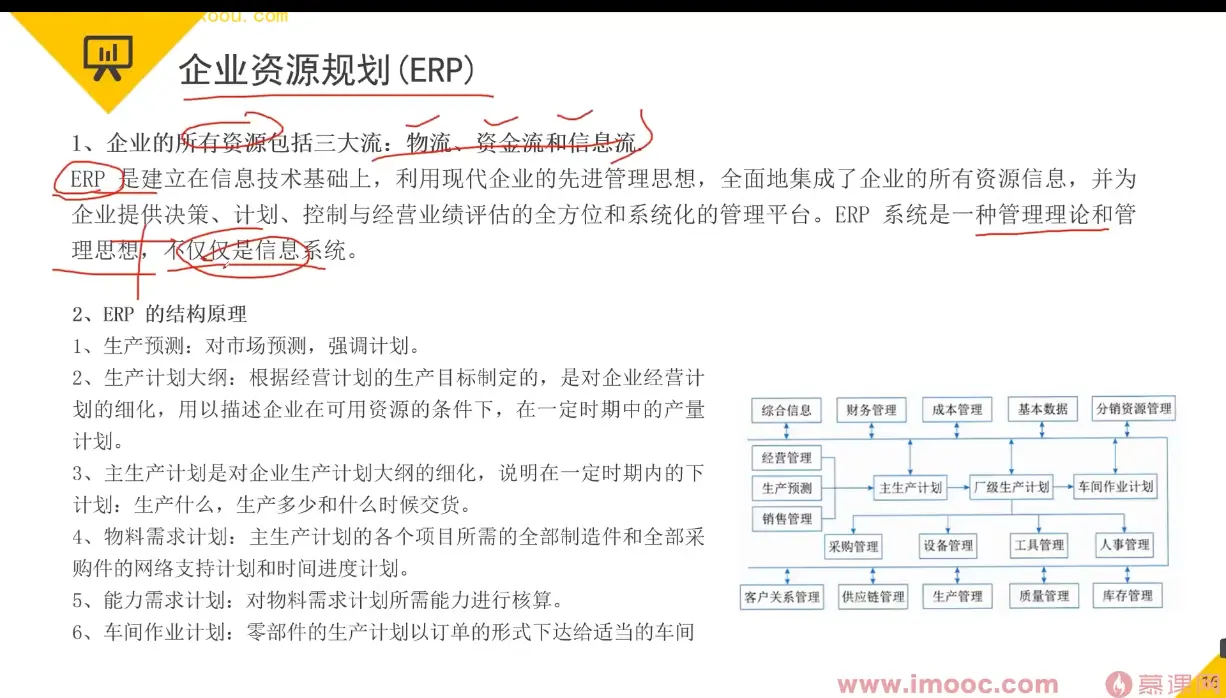 xoou.com
企业资源规划(ERP)
1、企业的所有资源包括三大流：物流、资金流和信息流
ERP 是建立在信息技术基础上，利用现代企业的先进管理思想，全面地集成了企业的所有资源信息，并为
企业提供决策、计划、控制与经营业绩评估的全方位和系统化的管理平台。ERP 系统是一种管理理论和管
理思想，不仅仅是信息系统。
2、ERP 的结构原理
1、生产预测：对市场预测，强调计划。
2、生产计划大纲：根据经营计划的生产目标制定的，是对企业经营计
划的细化，用以描述企业在可用资源的条件下，在一定时期中的产量
计划。
3、主生产计划是对企业生产计划大纲的细化，说明在一定时期内的下
计划：生产什么，生产多少和什么时候交货。
4、物料需求计划：主生产计划的各个项目所需的全部制造件和全部采
购件的网络支持计划和时间进度计划。
5、能力需求计划：对物料需求计划所需能力进行核算。
6、车间作业计划：零部件的生产计划以订单的形式下达给适当的车间
综合信息 财务管理 成本管理 基本数据 分销资源管理
经营管理
生产预测 主生产计划 厂级生产计划 车间作业计划
销售管理
采购管理 设备管理 工具管理 人事管理
客户关系管理 供应链管理 生产管理 质量管理 库存管理
www.imooc.com 慕课网
16